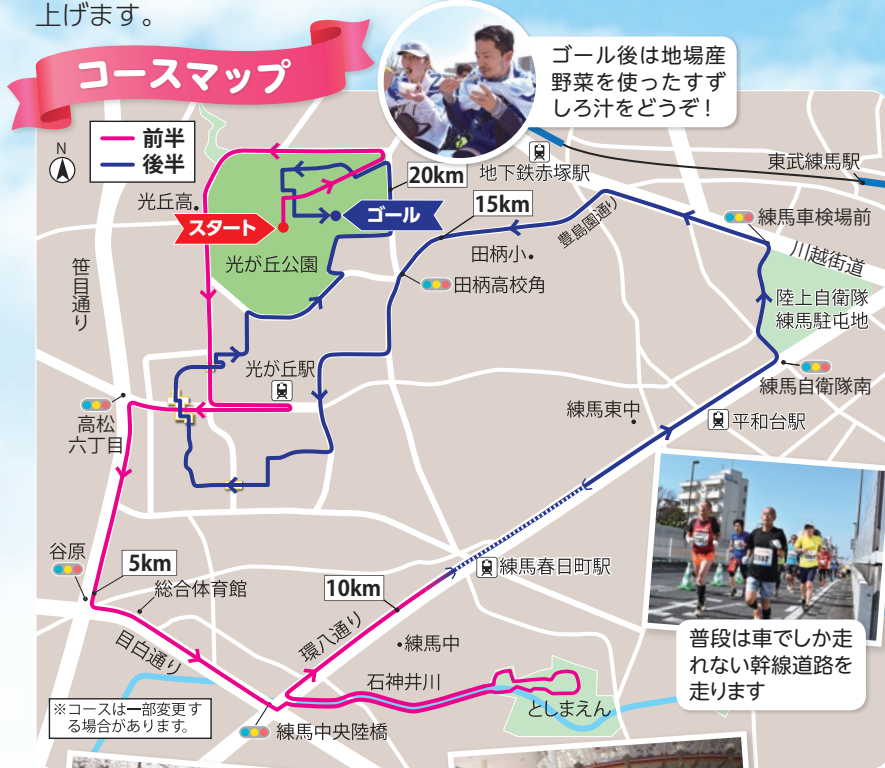 上げます。
コースマップ
ゴール後は地場産
野菜を使ったすず
しろ汁をどうぞ！
N
前半
後半
光丘高
20km
地下鉄赤塚駅
東武練馬駅
スタート
ゴール
15km
豊島園通り
練馬車検場前
川越街道
光が丘公園
田柄小
田柄高校角
笹目通り
陸上自衛隊
練馬駐屯地
光が丘駅
練馬自衛隊南
高松
六丁目
練馬東中
平和台駅
谷原
5km
総合体育館
10km
練馬春日町駅
目白通り
環八通り
練馬中
石神井川
としまえん
普段は車でしか走
れない幹線道路を
走ります
※コースは一部変更す
る場合があります。
練馬中央陸橋